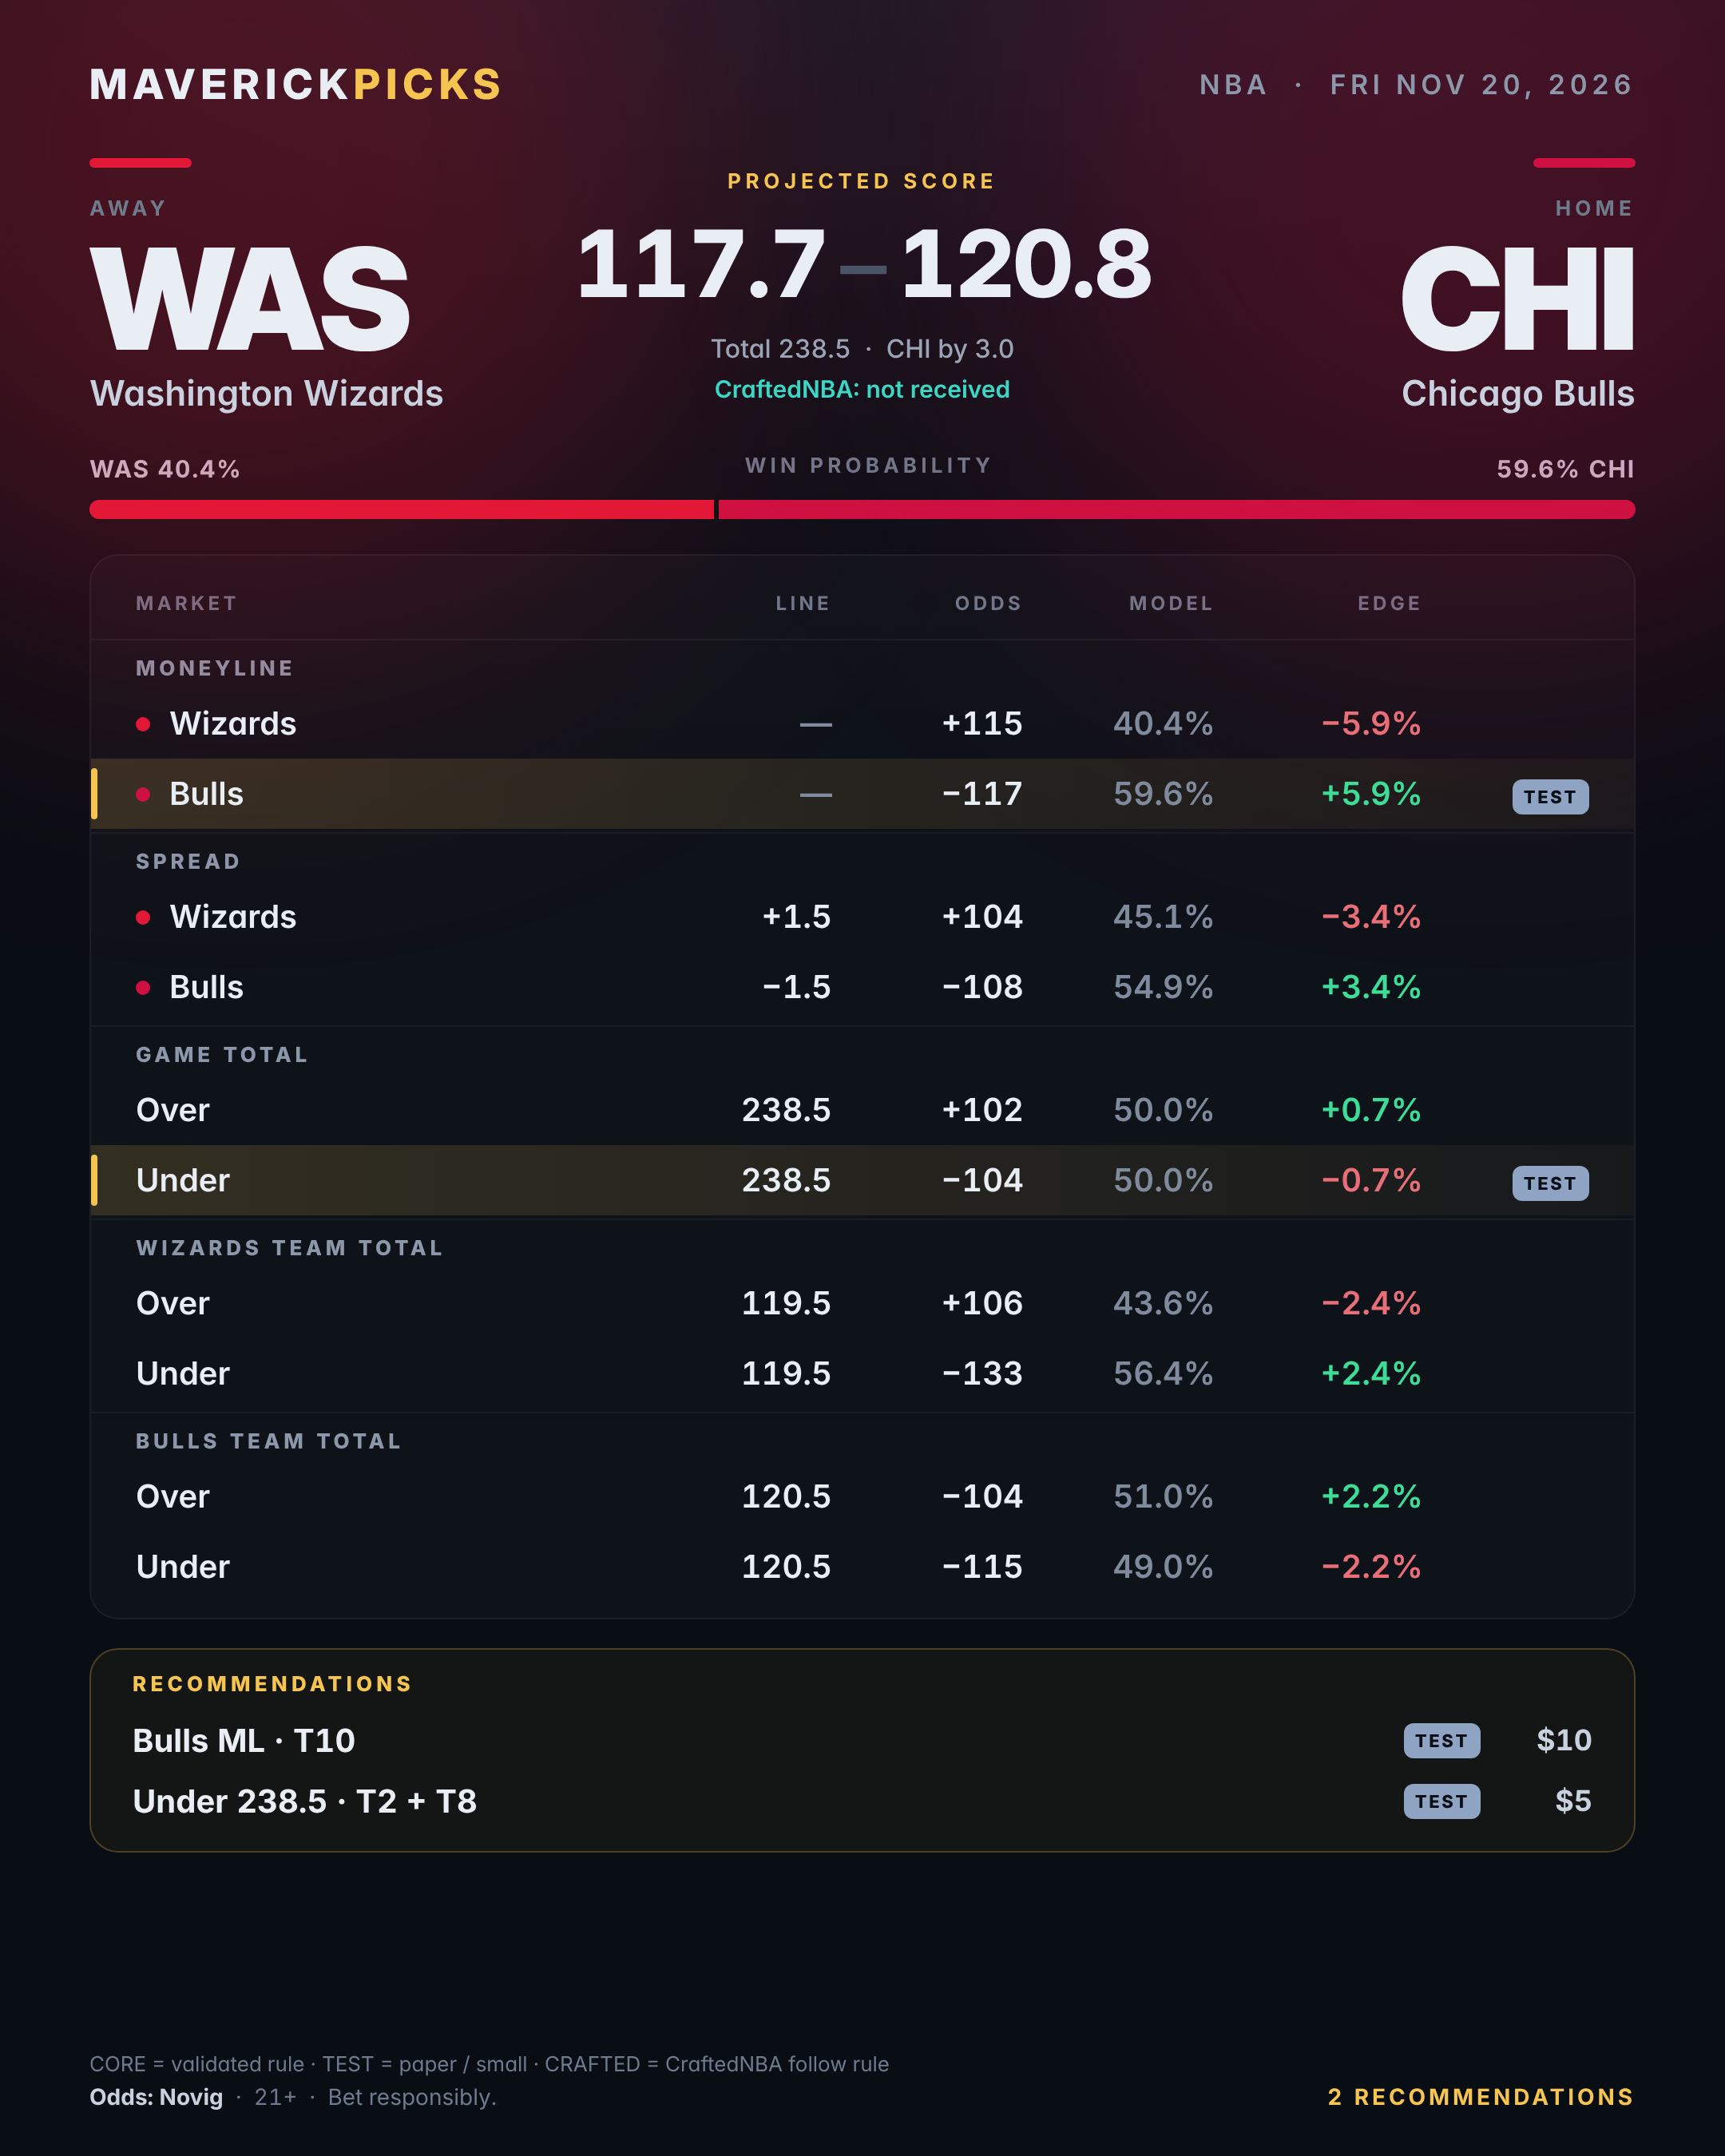 MAVERICKPICKS
NBA · FRI NOV 20, 2026
AWAY
WAS
Washington Wizards
PROJECTED SCORE
117.7–120.8
Total 238.5 · CHI by 3.0
CraftedNBA: not received
HOME
CHI
Chicago Bulls
WAS 40.4%
WIN PROBABILITY
59.6% CHI
MARKET LINE ODDS MODEL EDGE
MONEYLINE
Wizards — +115 40.4% −5.9%
Bulls — −117 59.6% +5.9% TEST
SPREAD
Wizards +1.5 +104 45.1% −3.4%
Bulls −1.5 −108 54.9% +3.4%
GAME TOTAL
Over 238.5 +102 50.0% +0.7%
Under 238.5 −104 50.0% −0.7% TEST
WIZARDS TEAM TOTAL
Over 119.5 +106 43.6% −2.4%
Under 119.5 −133 56.4% +2.4%
BULLS TEAM TOTAL
Over 120.5 −104 51.0% +2.2%
Under 120.5 −115 49.0% −2.2%
RECOMMENDATIONS
Bulls ML · T10 TEST $10
Under 238.5 · T2 + T8 TEST $5
CORE = validated rule · TEST = paper / small · CRAFTED = CraftedNBA follow rule
Odds: Novig · 21+ · Bet responsibly.
2 RECOMMENDATIONS